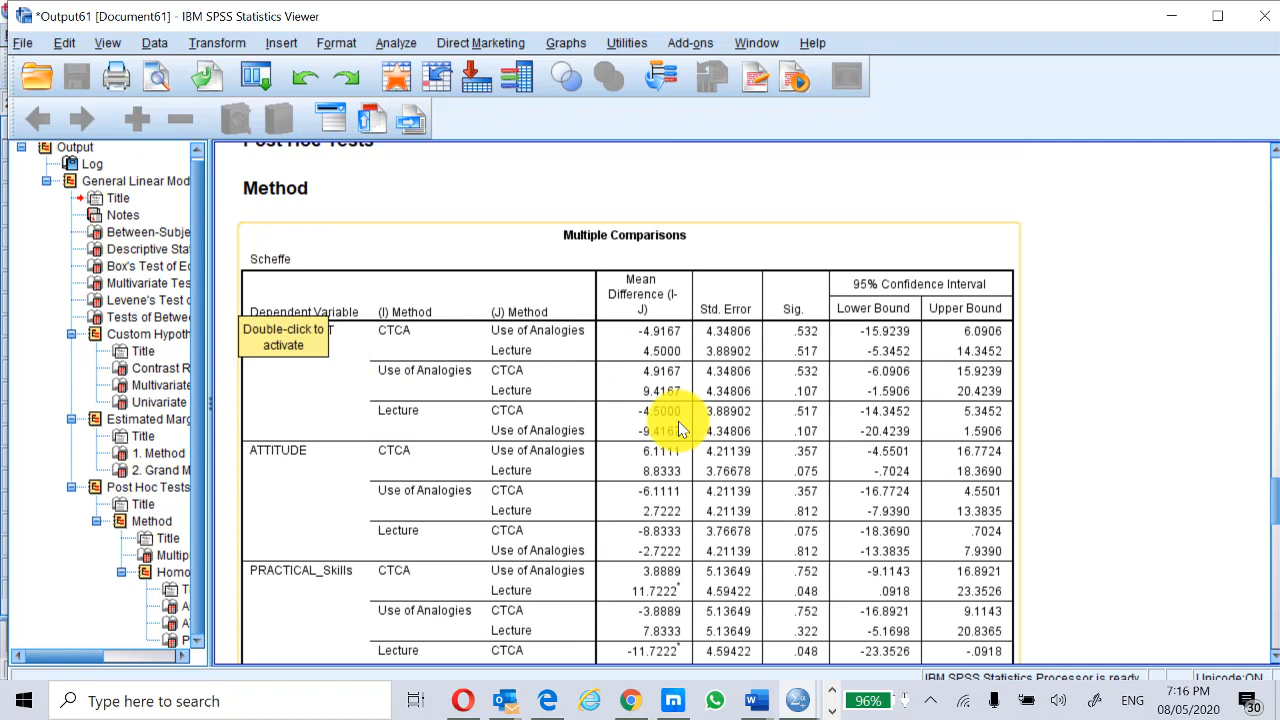 *Output61 [Document61] - IBM SPSS Statistics Viewer
File Edit View Data Transform Insert Format Analyze Direct Marketing Graphs Utilities Add-ons Window Help
Output
Log
General Linear Mod
Title
Notes
Between-Subje
Descriptive Stat
Box's Test of E
Multivariate Tes
Levene's Test o
Tests of Betwee
Custom Hypoth
Title
Contrast R
Multivariate
Univariate
Estimated Marg
Title
1. Method
2. Grand M
Post Hoc Tests
Title
Method
Title
Multip
Homo
T
A
AT
P
Post Hoc Tests
Method
Multiple Comparisons
Scheffe
Dependent Variable (I) Method (J) Method Mean Difference (I-J) Std. Error Sig. 95% Confidence Interval
Lower Bound Upper Bound
T CTCA Use of Analogies -4.9167 4.34806 .532 -15.9239 6.0906
Lecture 4.5000 3.88902 .517 -5.3452 14.3452
Use of Analogies CTCA 4.9167 4.34806 .532 -6.0906 15.9239
Lecture 9.4167 4.34806 .107 -1.5906 20.4239
Lecture CTCA -4.5000 3.88902 .517 -14.3452 5.3452
Use of Analogies -9.4167 4.34806 .107 -20.4239 1.5906
ATTITUDE CTCA Use of Analogies 6.1111 4.21139 .357 -4.5501 16.7724
Lecture 8.8333 3.76678 .075 -.7024 18.3690
Use of Analogies CTCA -6.1111 4.21139 .357 -16.7724 4.5501
Lecture 2.7222 4.21139 .812 -7.9390 13.3835
Lecture CTCA -8.8333 3.76678 .075 -18.3690 .7024
Use of Analogies -2.7222 4.21139 .812 -13.3835 7.9390
PRACTICAL_Skills CTCA Use of Analogies 3.8889 5.13649 .752 -9.1143 16.8921
Lecture 11.7222* 4.59422 .048 .0918 23.3526
Use of Analogies CTCA -3.8889 5.13649 .752 -16.8921 9.1143
Lecture 7.8333 5.13649 .322 -5.1698 20.8365
Lecture CTCA -11.7222* 4.59422 .048 -23.3526 -.0918
Double-click to
activate
IBM SPSS Statistics Processor is ready Unicode:ON
Type here to search
96%
ENG
7:16 PM
30